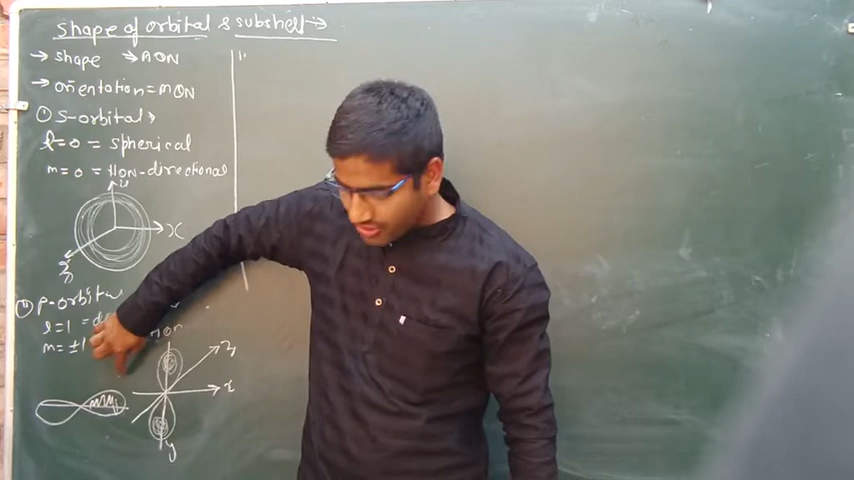 shape of orbital & subshell →
→ shape → AQN
→ orientation = MQN
① S-orbital →
l=0 = spherical
m=0 = Non-directional
y
x
z
② P-orbital
l=1 =
m=±1
z
x
y